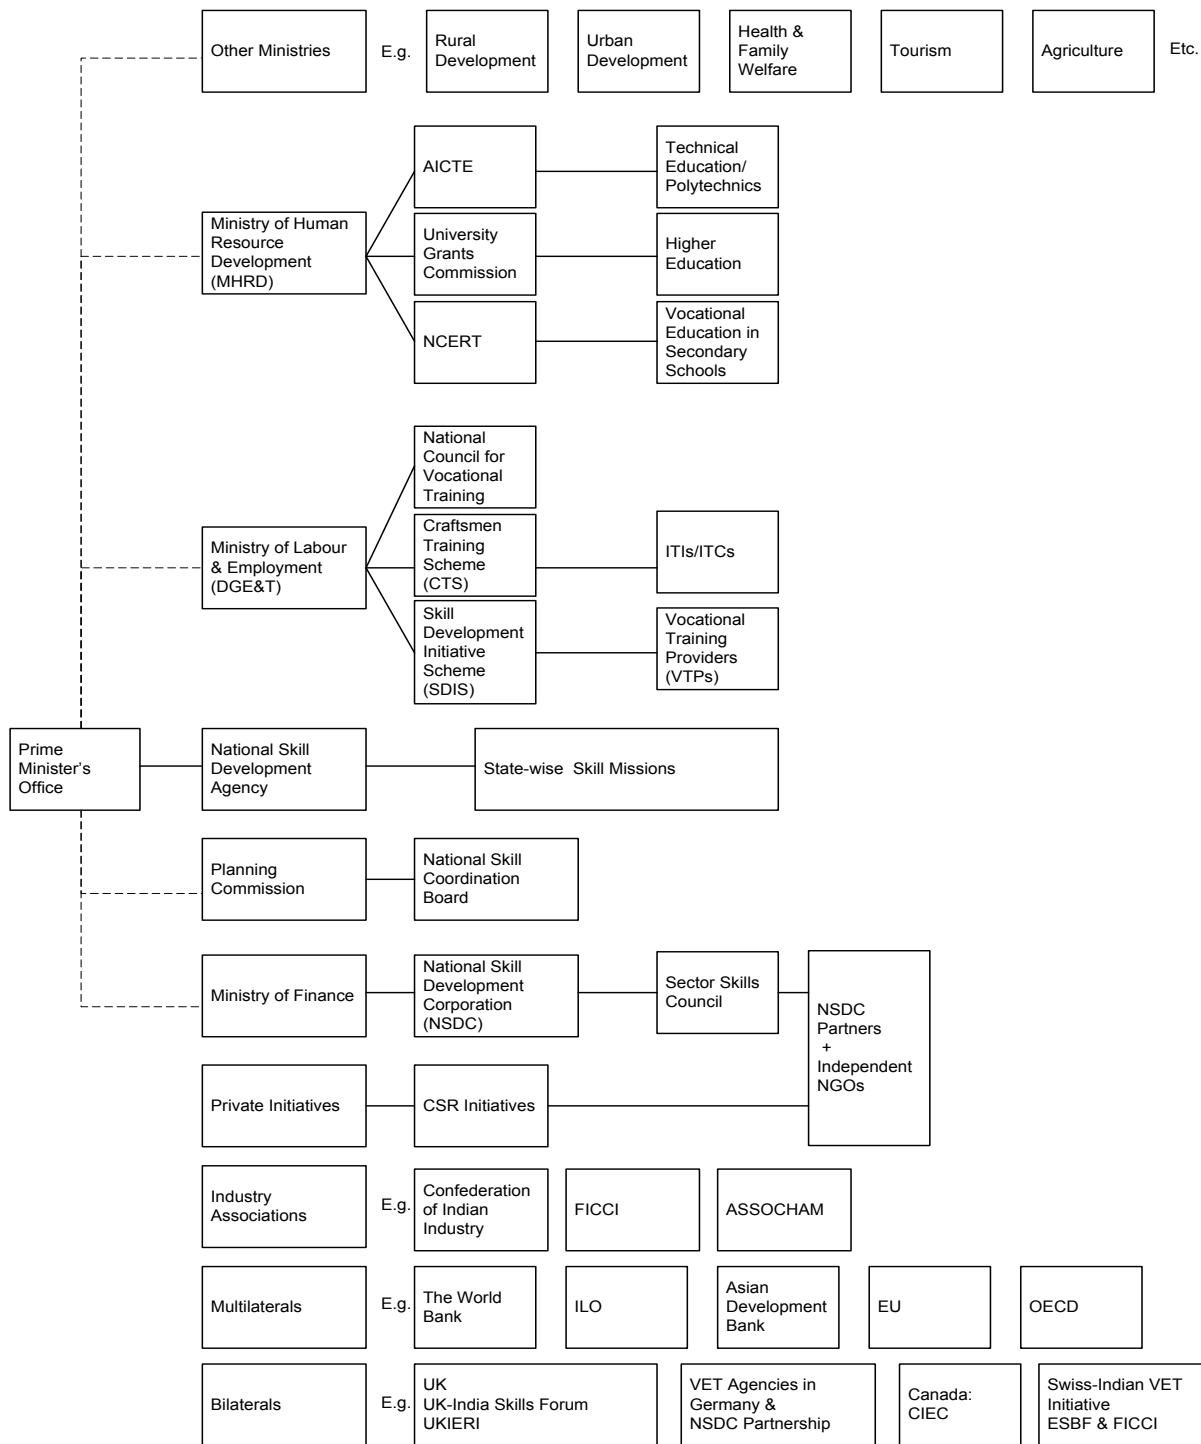 Other Ministries
E.g.
Rural
Development
Urban
Development
Health &
Family
Welfare
Tourism
Agriculture
Etc.
Ministry of Human
Resource
Development
(MHRD)
AICTE
Technical
Education/
Polytechnics
University
Grants
Commission
Higher
Education
NCERT
Vocational
Education in
Secondary
Schools
Ministry of Labour
& Employment
(DGE&T)
National
Council for
Vocational
Training
Craftsmen
Training
Scheme
(CTS)
ITIs/ITCs
Skill
Development
Initiative
Scheme
(SDIS)
Vocational
Training
Providers
(VTPs)
Prime
Minister’s
Office
National Skill
Development
Agency
State-wise  Skill Missions
Planning
Commission
National Skill
Coordination
Board
Ministry of Finance
National Skill
Development
Corporation
(NSDC)
Sector Skills
Council
NSDC
Partners
+
Independent
NGOs
Private Initiatives
CSR Initiatives
Industry
Associations
E.g.
Confederation
of Indian
Industry
FICCI
ASSOCHAM
Multilaterals
E.g.
The World
Bank
ILO
Asian
Development
Bank
EU
OECD
Bilaterals
E.g.
UK
UK-India Skills Forum
UKIERI
VET Agencies in
Germany &
NSDC Partnership
Canada:
CIEC
Swiss-Indian VET
Initiative
ESBF & FICCI